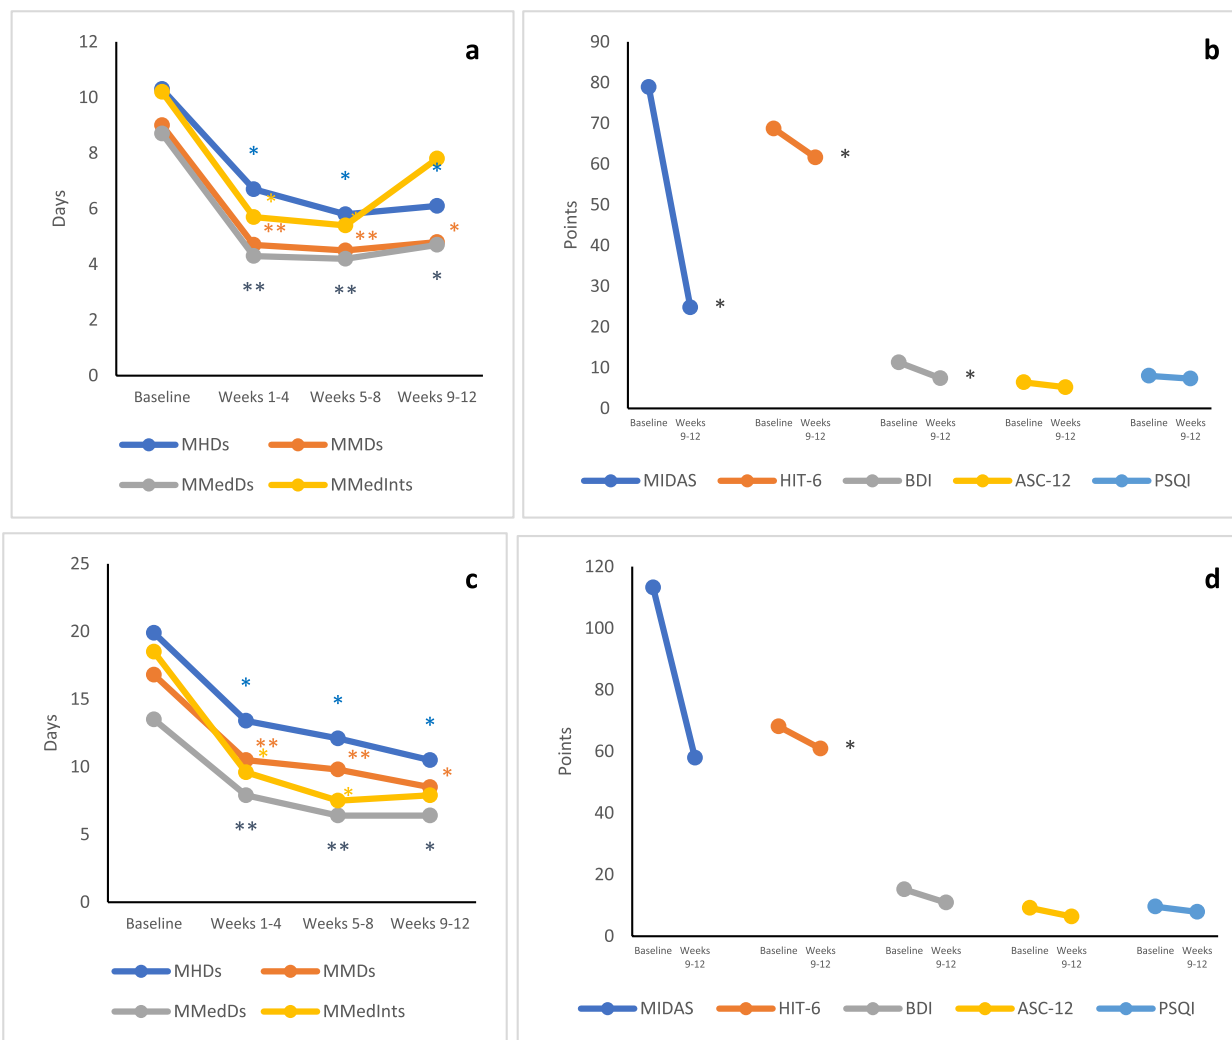 a
12
10
8
6
4
2
0
Days
* * *
*
** ** *
** ** *
Baseline Weeks 1-4 Weeks 5-8 Weeks 9-12
MHDs MMDs
MMedDs MMedInts
b
90
80
70
60
50
40
30
20
10
0
Points
*
*
*
Baseline Weeks Baseline Weeks Baseline Weeks Baseline Weeks Baseline Weeks
9-12 9-12 9-12 9-12 9-12
MIDAS HIT-6 BDI ASC-12 PSQI
c
25
20
15
10
5
0
Days
* * *
** ** *
* *
** ** *
Baseline Weeks 1-4 Weeks 5-8 Weeks 9-12
MHDs MMDs
MMedDs MMedInts
d
120
100
80
60
40
20
0
Points
*
Baseline Weeks Baseline Weeks Baseline Weeks Baseline Weeks Baseline Weeks
9-12 9-12 9-12 9-12 9-12
MIDAS HIT-6 BDI ASC-12 PSQI